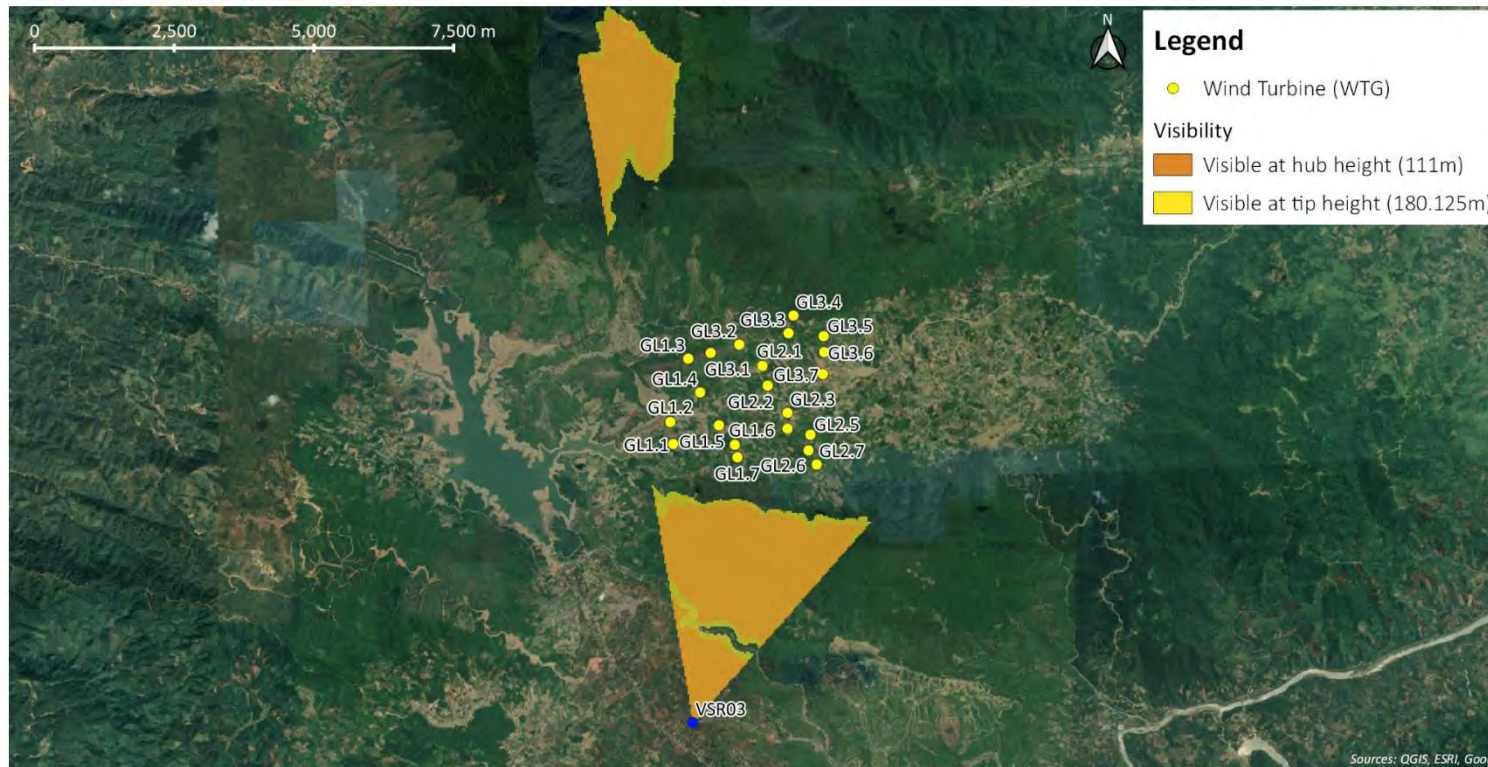 0 2,500 5,000 7,500 m
N
Legend
Wind Turbine (WTG)
Visibility
Visible at hub height (111m)
Visible at tip height (180.125m)
GL3.4
GL3.3
GL3.2
GL3.5
GL1.3
GL2.1
GL3.6
GL3.1
GL3.7
GL1.4
GL2.2
GL2.3
GL1.2
GL1.6
GL2.5
GL1.1
GL1.5
GL2.7
GL1.7
GL2.6
VSR03
Sources: QGIS, ESRI, Goo